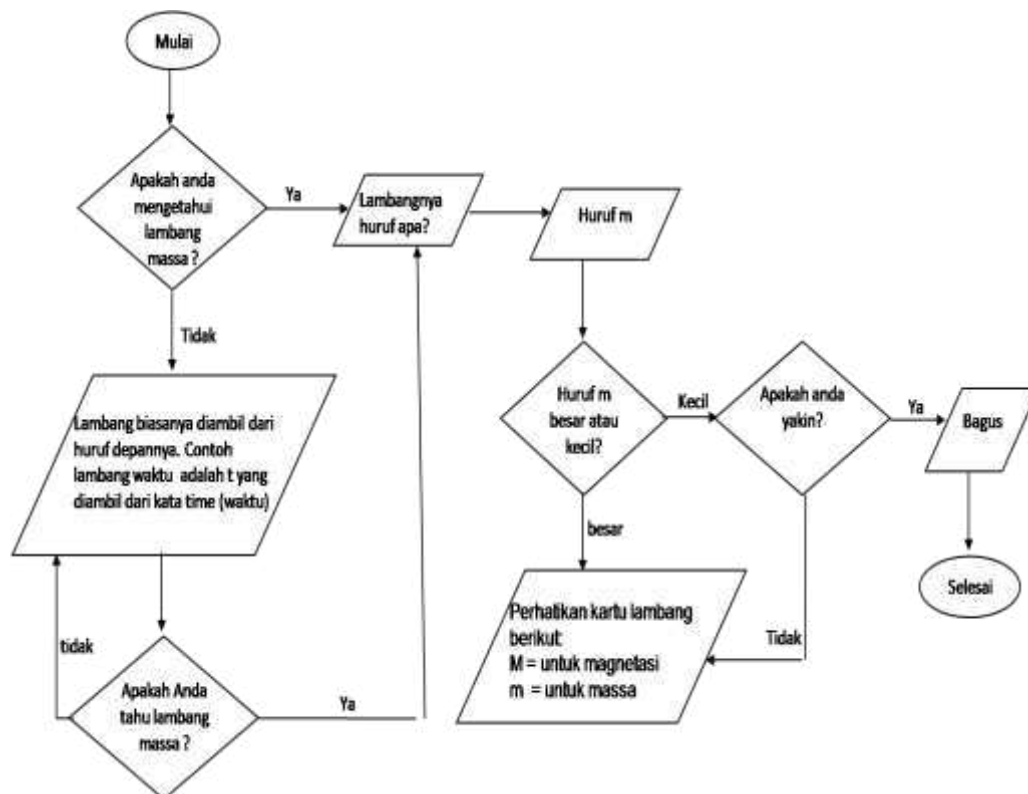 Mulai
Apakah anda
mengetahui
lambang
massa ?
Ya
Lambangnya
huruf apa?
Huruf m
Tidak
Lambang biasanya diambil dari
huruf depannya. Contoh
lambang waktu adalah t yang
diambil dari kata time (waktu)
tidak
Apakah Anda
tahu lambang
massa ?
Ya
Huruf m
besar atau
kecil?
Kecil
Apakah anda
yakin?
Ya
Bagus
Selesai
besar
Perhatikan kartu lambang
berikut:
M = untuk magnetasi
m = untuk massa
Tidak